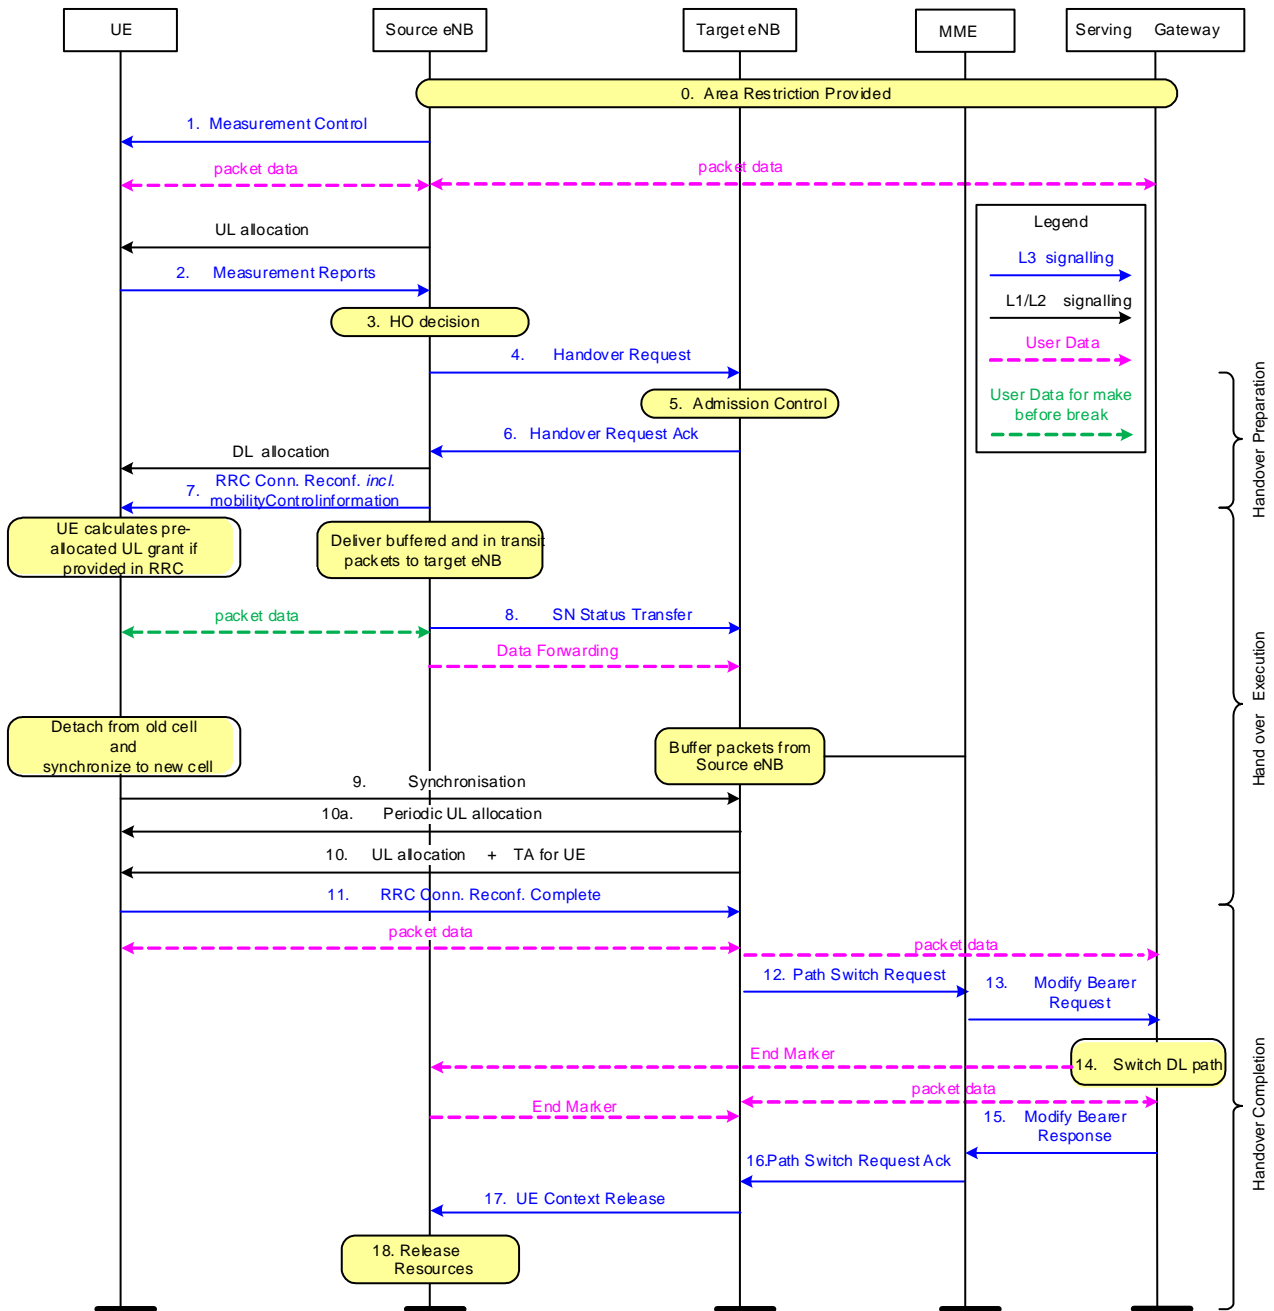 UE
Source eNB
Target eNB
MME
Serving Gateway
0. Area Restriction Provided
1. Measurement Control
packet data
packet data
Legend
UL allocation
L3 signalling
2. Measurement Reports
L1/L2 signalling
3. HO decision
User Data
4. Handover Request
User Data for make
before break
5. Admission Control
6. Handover Request Ack
Handover Preparation
DL allocation
7. RRC Conn. Reconf. incl.
mobilityControlinformation
UE calculates pre-
allocated UL grant if
provided in RRC
Deliver buffered and in transit
packets to target eNB
packet data
8. SN Status Transfer
Data Forwarding
Hand over Execution
Detach from old cell
and
synchronize to new cell
Buffer packets from
Source eNB
9. Synchronisation
10a. Periodic UL allocation
10. UL allocation + TA for UE
11. RRC Conn. Reconf. Complete
packet data
packet data
12. Path Switch Request
13. Modify Bearer
Request
End Marker
14. Switch DL path
packet data
End Marker
15. Modify Bearer
Response
Handover Completion
16.Path Switch Request Ack
17. UE Context Release
18. Release
Resources